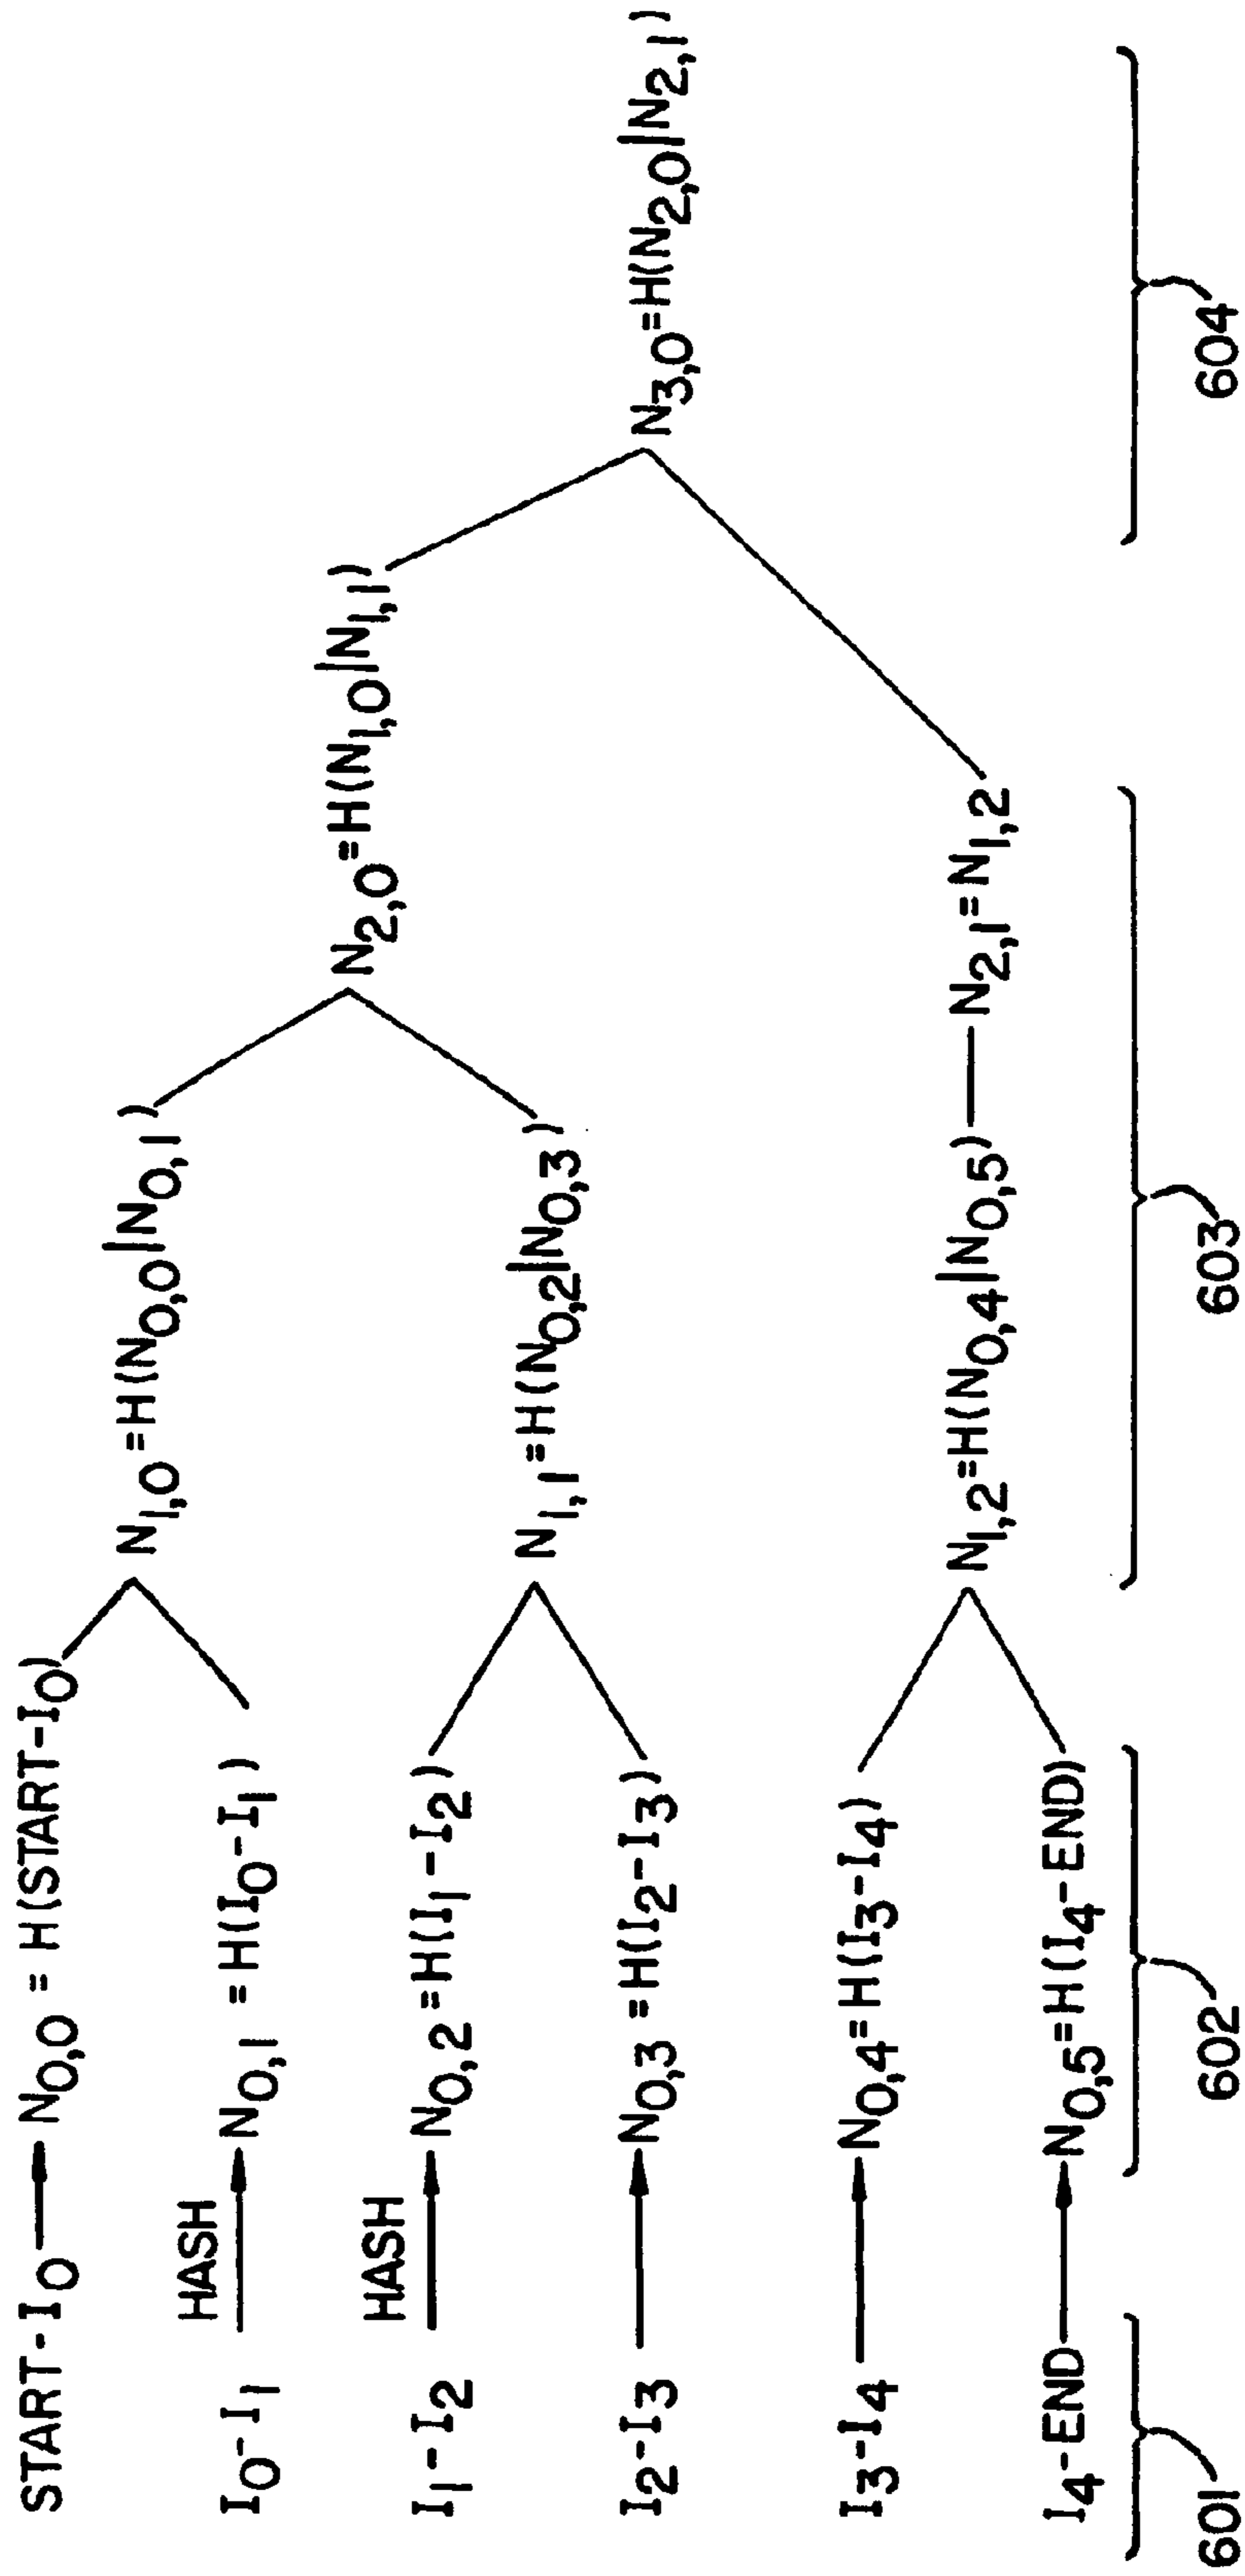 START-I0 N0,0 = H(START-I0)
HASH
I0-I1 N0,1 = H(I0-I1)
N1,0=H(N0,0|N0,1)
HASH
I1-I2 N0,2=H(I1-I2)
N2,0=H(N1,0|N1,1)
N1,1=H(N0,2|N0,3)
I2-I3 N0,3=H(I2-I3)
N3,0=H(N2,0|N2,1)
I3-I4 N0,4=H(I3-I4)
N1,2=H(N0,4|N0,5) N2,1=N1,2
I4-END N0,5=H(I4-END)
601 602 603 604